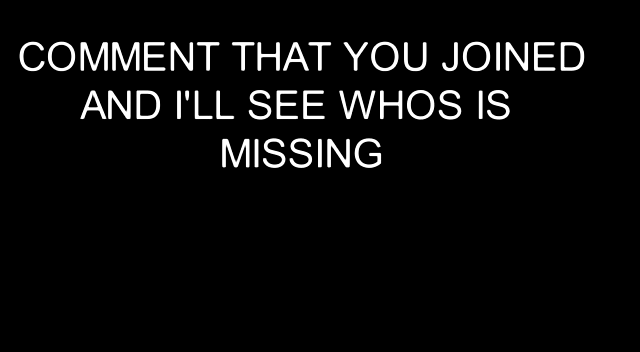 COMMENT THAT YOU JOINED
AND I'LL SEE WHOS IS
MISSING